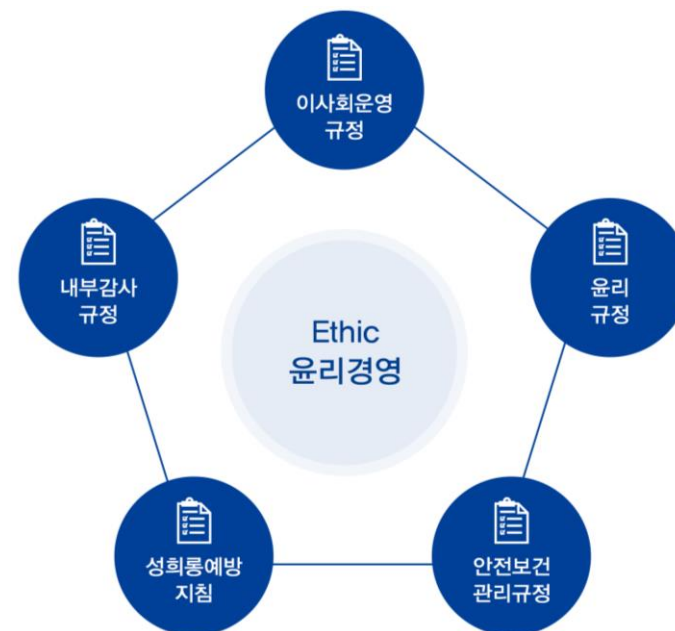 이사회운영
규정
내부감사
규정
윤리
규정
Ethic
윤리경영
성희롱예방
지침
안전보건
관리규정